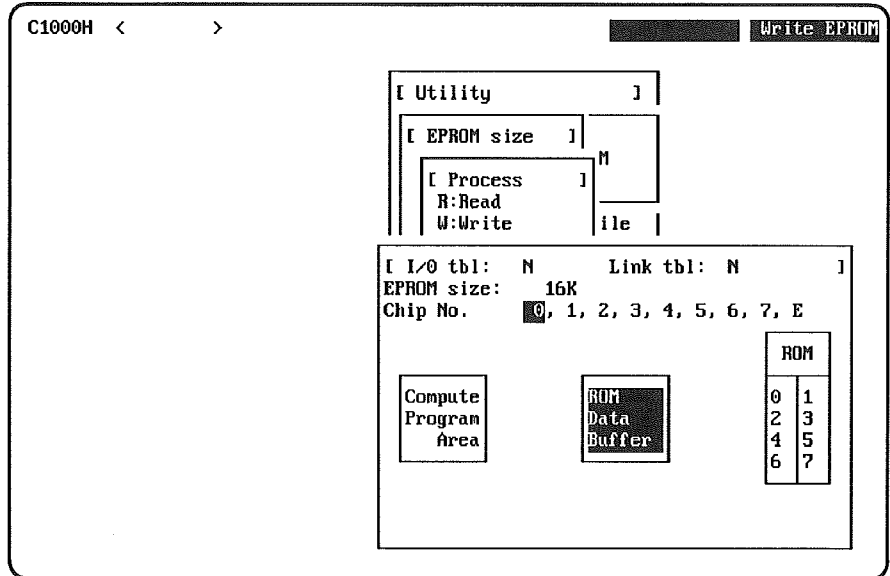 C1000H < > Write EPROM
[ Utility ]
[ EPROM size ]
M
[ Process ]
R:Read
W:Write ile
[ I/O tbl: N Link tbl: N ]
EPROM size: 16K
Chip No. 0, 1, 2, 3, 4, 5, 6, 7, E
ROM
Compute ROM 0 1
Program Data 2 3
Area Buffer 4 5
6 7